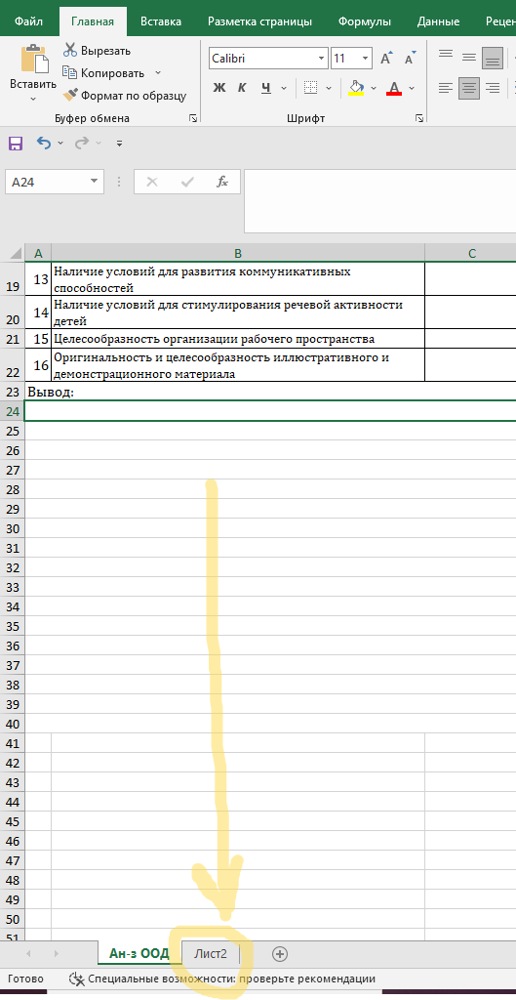 Файл Главная Вставка Разметка страницы Формулы Данные Рецен
Вырезать
Calibri 11 А А
Копировать
Вставить
Формат по образцу
Ж К Ч А
Буфер обмена Шрифт
A24 fx
A B C
19 13 Наличие условий для развития коммуникативных
способностей
20 14 Наличие условий для стимулирования речевой активности
детей
21 15 Целесообразность организации рабочего пространства
22 16 Оригинальность и целесообразность иллюстративного и
демонстрационного материала
23 Вывод:
24
25
26
27
28
29
30
31
32
33
34
35
36
37
38
39
40
41
42
43
44
45
46
47
48
49
50
51
Ан-з ООД Лист2
Готово Специальные возможности: проверьте рекомендации